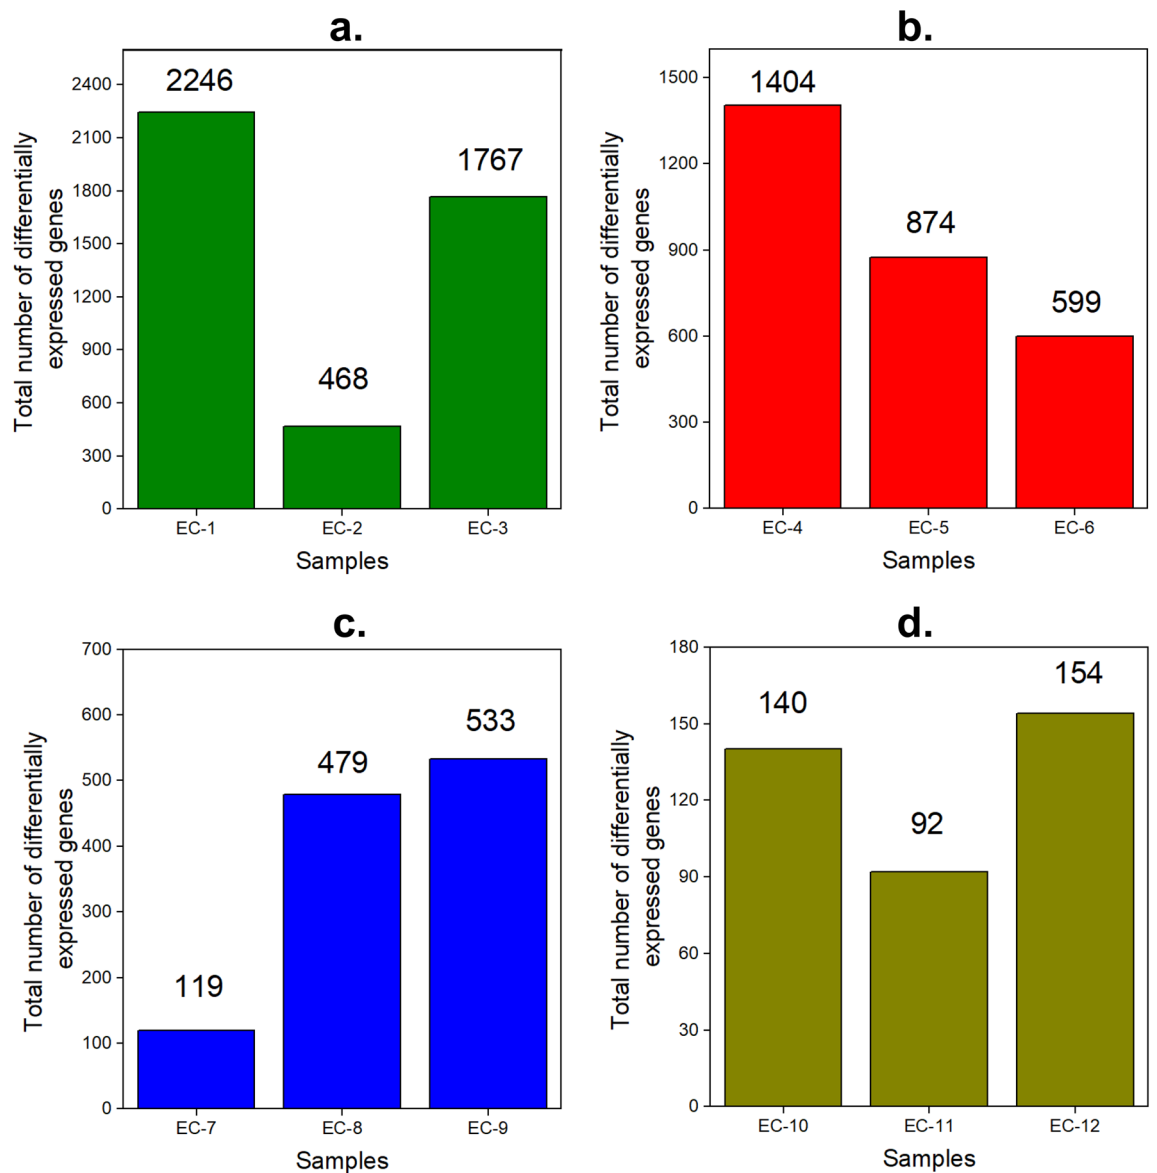 a.
Total number of differentially
expressed genes
2400
2100
1800
1500
1200
900
600
300
0
2246
468
1767
EC-1 EC-2 EC-3
Samples
b.
Total number of differentially
expressed genes
1500
1200
900
600
300
0
1404
874
599
EC-4 EC-5 EC-6
Samples
c.
Total number of differentially
expressed genes
700
600
500
400
300
200
100
0
119
479
533
EC-7 EC-8 EC-9
Samples
d.
Total number of differentially
expressed genes
180
150
120
90
60
30
0
140
92
154
EC-10 EC-11 EC-12
Samples